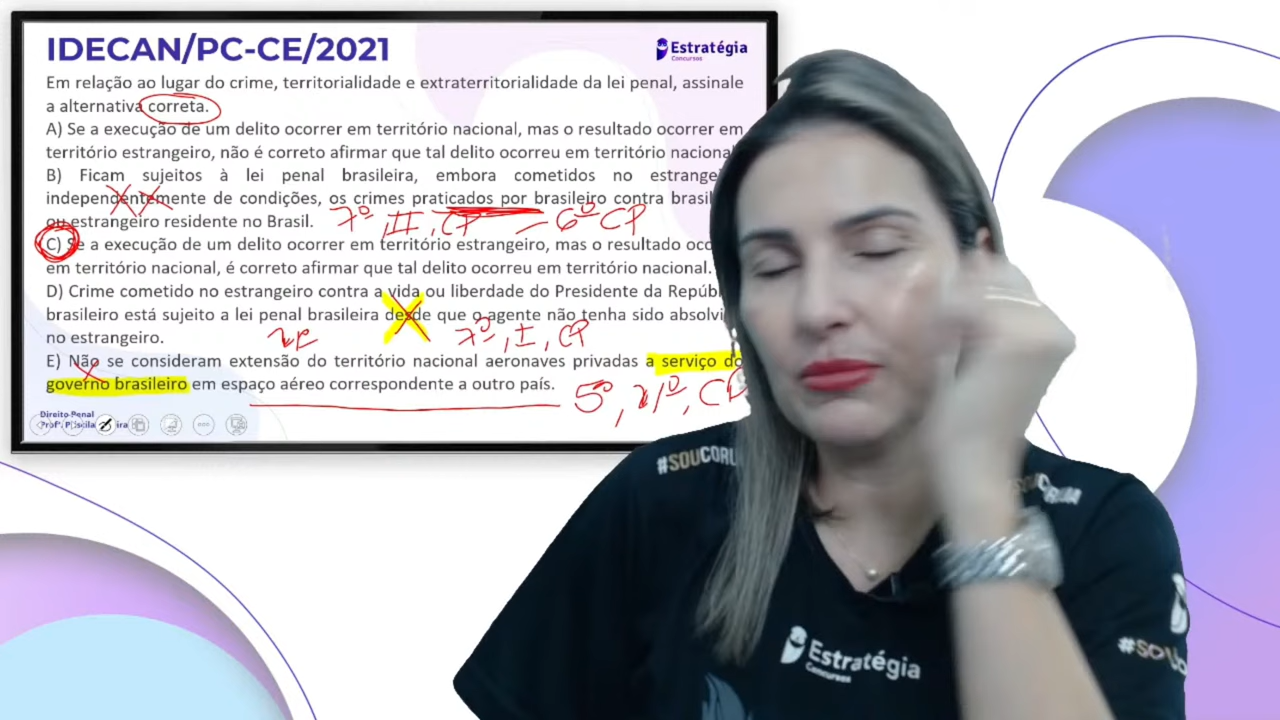 IDECAN/PC-CE/2021
Estratégia
Concursos
Em relação ao lugar do crime, territorialidade e extraterritorialidade da lei penal, assinale
a alternativa correta.
A) Se a execução de um delito ocorrer em território nacional, mas o resultado ocorrer em
território estrangeiro, não é correto afirmar que tal delito ocorreu em território nacional
B) Ficam sujeitos à lei penal brasileira, embora cometidos no estrange
independentemente de condições, os crimes praticados por brasileiro contra brasil
ou estrangeiro residente no Brasil.
7º, II, CP – 6º CP
C) Se a execução de um delito ocorrer em território estrangeiro, mas o resultado oco
em território nacional, é correto afirmar que tal delito ocorreu em território nacional.
D) Crime cometido no estrangeiro contra a vida ou liberdade do Presidente da Repúb
brasileiro está sujeito a lei penal brasileira desde que o agente não tenha sido absolvi
no estrangeiro.
7º, I, CP
E) Não se consideram extensão do território nacional aeronaves privadas a serviço do
governo brasileiro em espaço aéreo correspondente a outro país.
5º, CP
Direito Penal
Profª. Priscila
#SOUCORU
Estratégia
Concursos